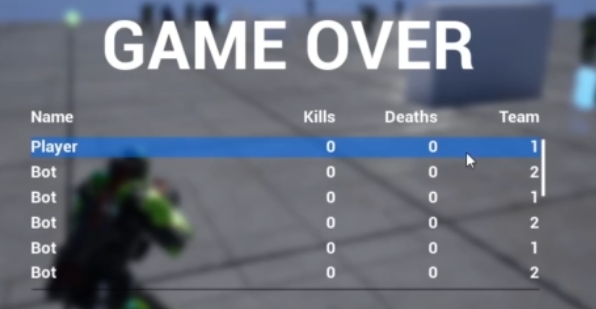 GAME OVER
Name Kills Deaths Team
Player 0 0 1
Bot 0 0 2
Bot 0 0 1
Bot 0 0 2
Bot 0 0 1
Bot 0 0 2